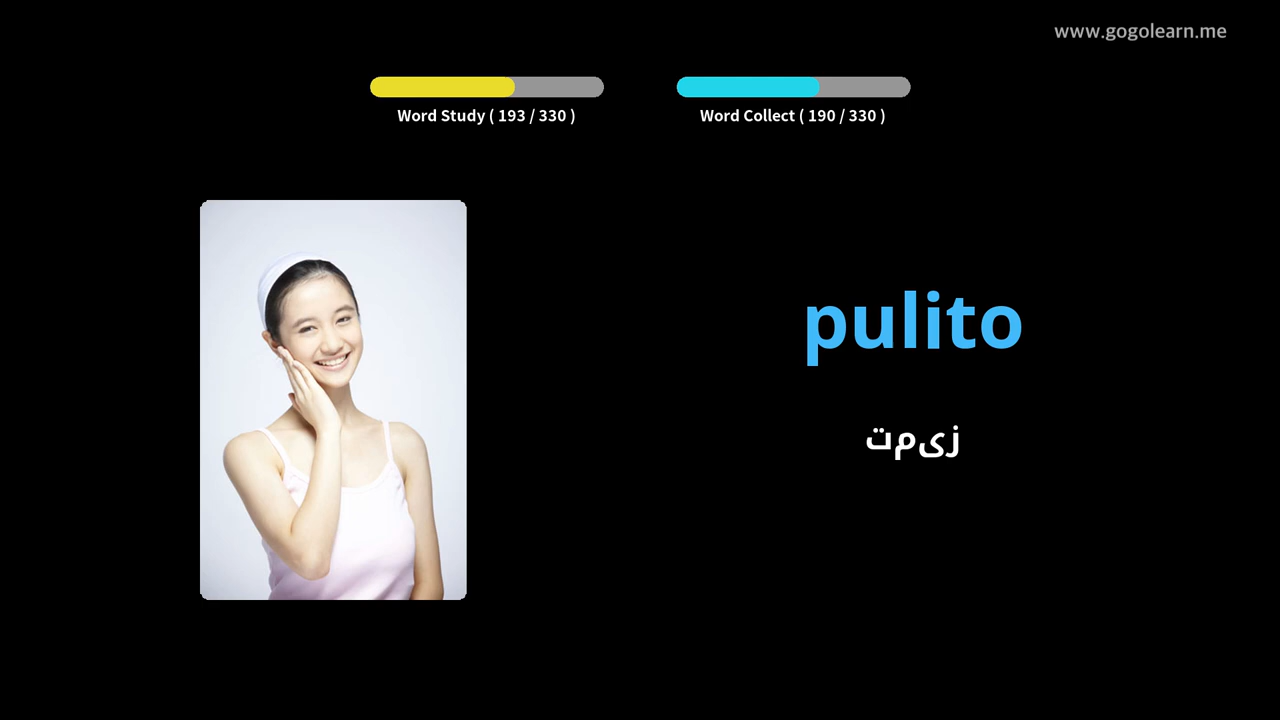 www.gogolearn.me
Word Study ( 193 / 330 )
Word Collect ( 190 / 330 )
pulito
زیمت